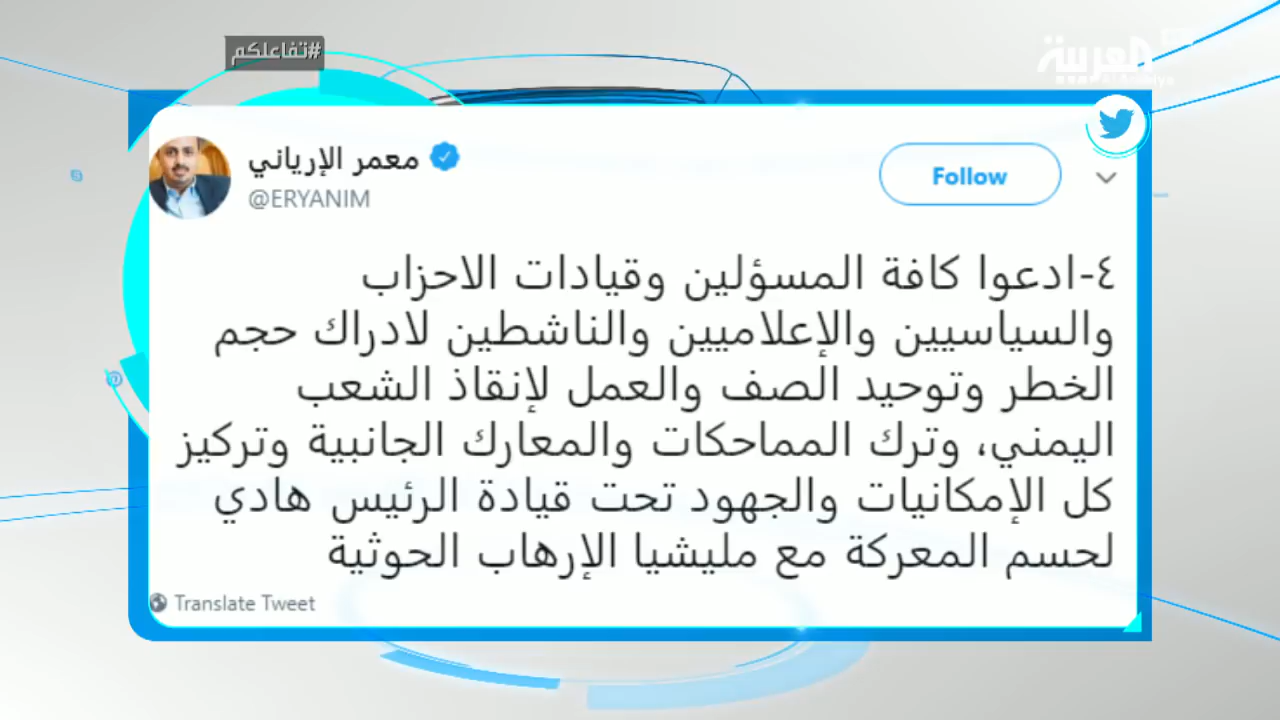 #تفاعلكم
العربية
Al Arabiya
معمر الإرياني
@ERYANIM
Follow
٤-ادعوا كافة المسؤلين وقيادات الاحزاب
والسياسيين والإعلاميين والناشطين لادراك حجم
الخطر وتوحيد الصف والعمل لإنقاذ الشعب
اليمني، وترك المماحكات والمعارك الجانبية وتركيز
كل الإمكانيات والجهود تحت قيادة الرئيس هادي
لحسم المعركة مع مليشيا الإرهاب الحوثية
Translate Tweet